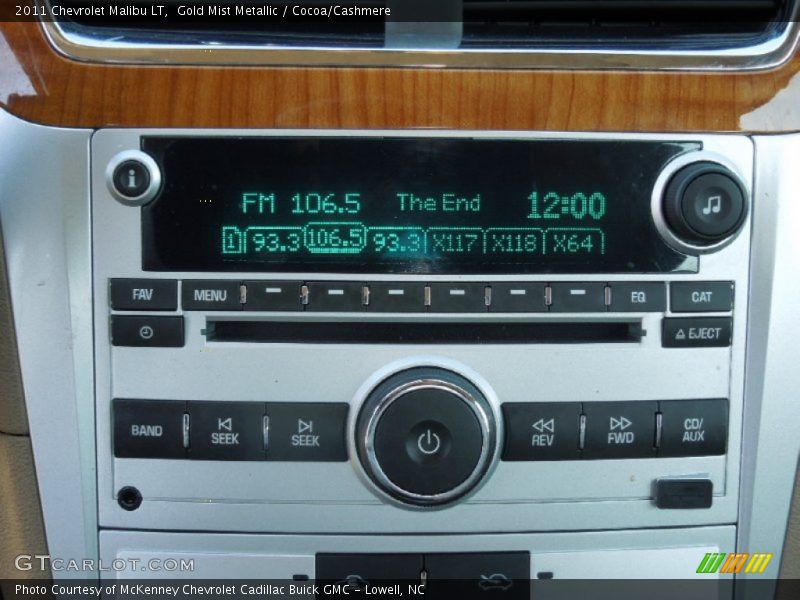 2011 Chevrolet Malibu LT,  Gold Mist Metallic / Cocoa/Cashmere
i
FM 106.5 The End 12:00
1 93.3 106.5 93.3 X117 X118 X64
FAV MENU EQ CAT
EJECT
BAND SEEK SEEK REV FWD CD/
AUX
GTCARLOT.COM
Photo Courtesy of McKenney Chevrolet Cadillac Buick GMC - Lowell, NC